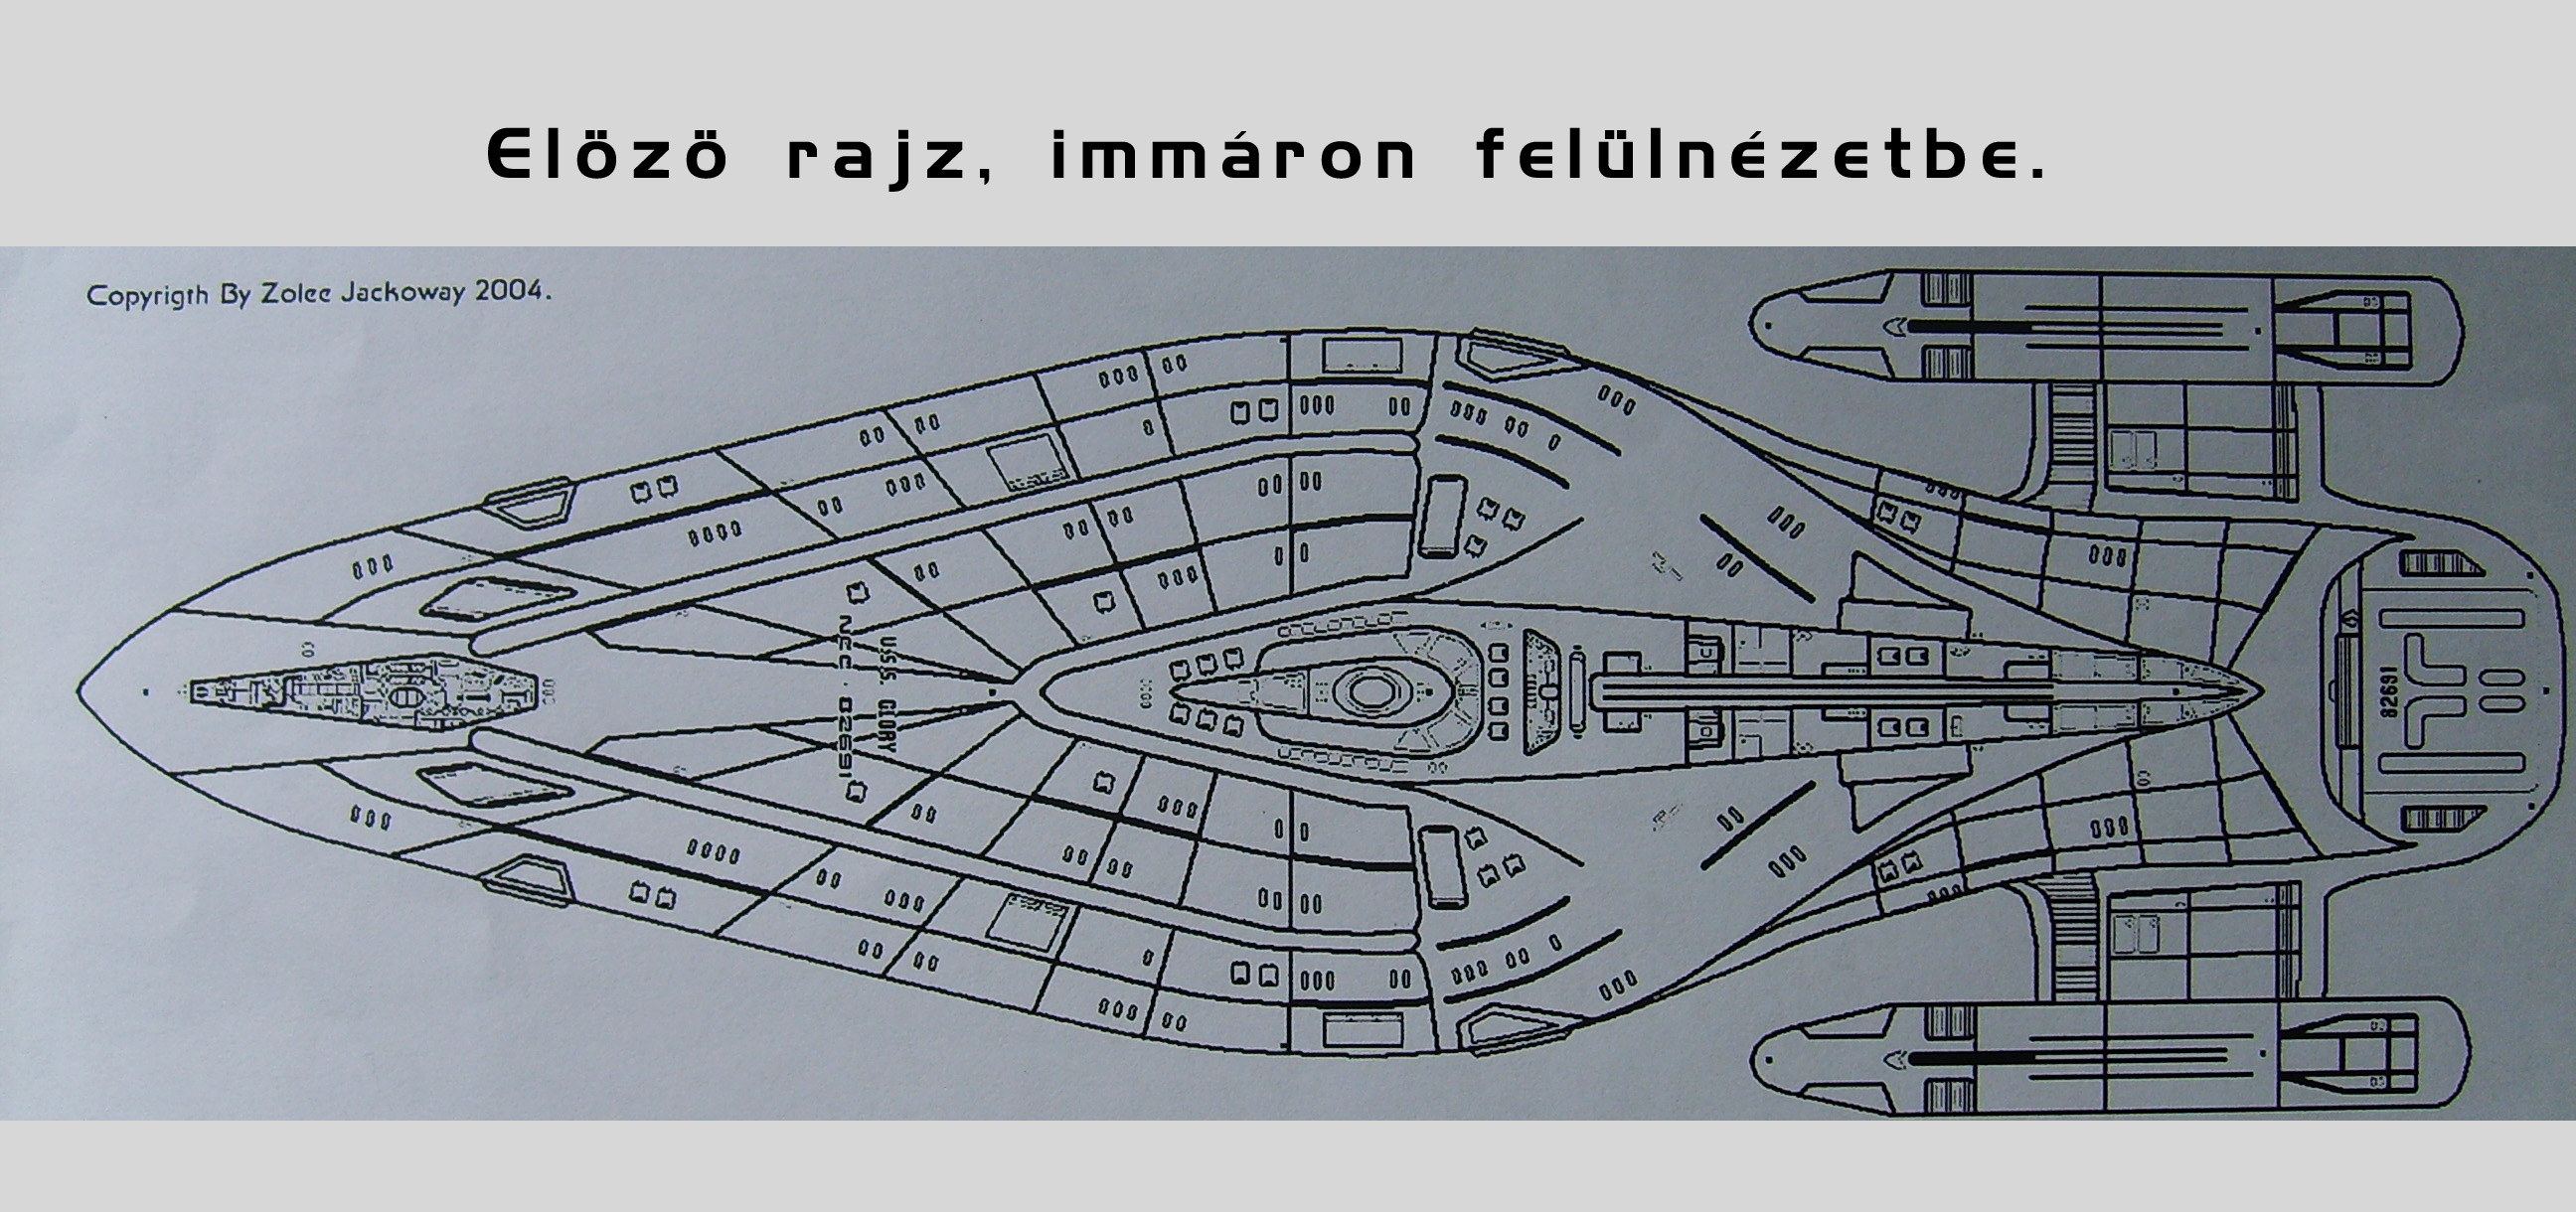 Elözö rajz, immáron felülnézetbe.
Copyrigth By Zolee Jackoway 2004.
U.S.S. GLORY
NCC - 82691
82691